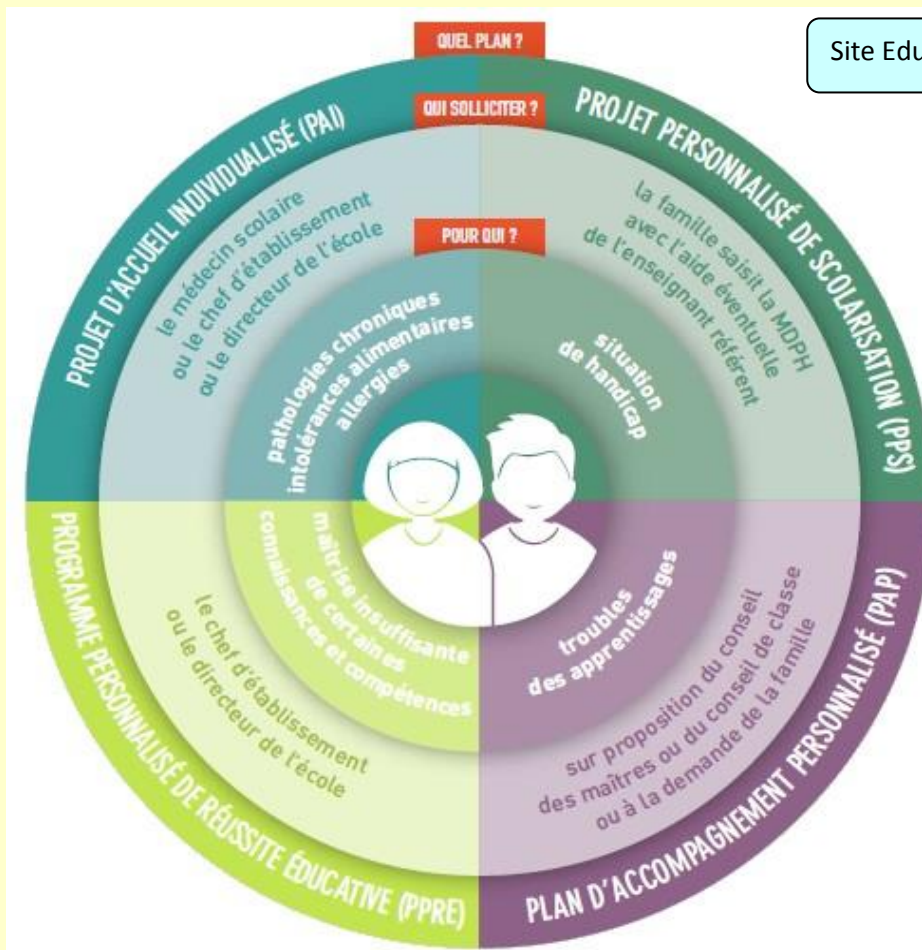 QUEL PLAN ?
Site Edu
QUI SOLLICITER ?
POUR QUI ?
PROJET D'ACCUEIL INDIVIDUALISÉ (PAI)
le médecin scolaire
ou le chef d'établissement
ou le directeur de l'école
pathologies chroniques
intolérances alimentaires
allergies
PROJET PERSONNALISÉ DE SCOLARISATION (PPS)
la famille saisit la MDPH
avec l'aide éventuelle
de l'enseignant référent
situation
de handicap
PROGRAMME PERSONNALISÉ DE RÉUSSITE ÉDUCATIVE (PPRE)
le chef d'établissement
ou le directeur de l'école
maîtrise insuffisante
de certaines
connaissances et compétences
PLAN D'ACCOMPAGNEMENT PERSONNALISÉ (PAP)
sur proposition du conseil
des maîtres ou du conseil de classe
ou à la demande de la famille
troubles
des apprentissages